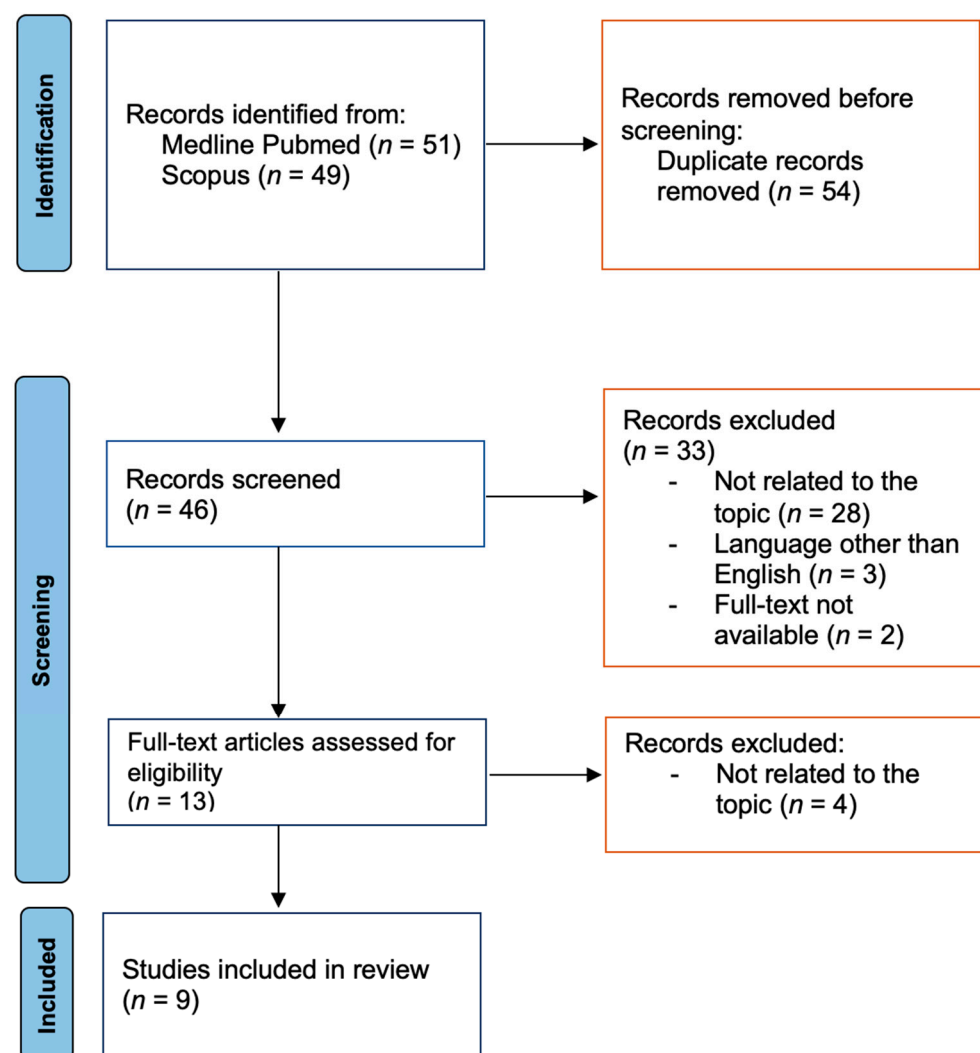 Identification
Records identified from:
Medline Pubmed (n = 51)
Scopus (n = 49)
Records removed before
screening:
Duplicate records
removed (n = 54)
Screening
Records screened
(n = 46)
Records excluded
(n = 33)
- Not related to the
topic (n = 28)
- Language other than
English (n = 3)
- Full-text not
available (n = 2)
Full-text articles assessed for
eligibility
(n = 13)
Records excluded:
- Not related to the
topic (n = 4)
Included
Studies included in review
(n = 9)